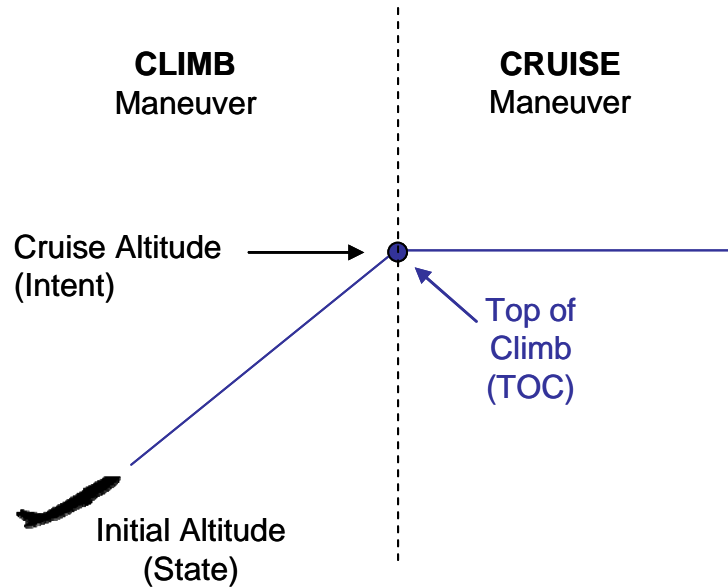 CLIMB
Maneuver
CRUISE
Maneuver
Cruise Altitude
(Intent)
Top of
Climb
(TOC)
Initial Altitude
(State)